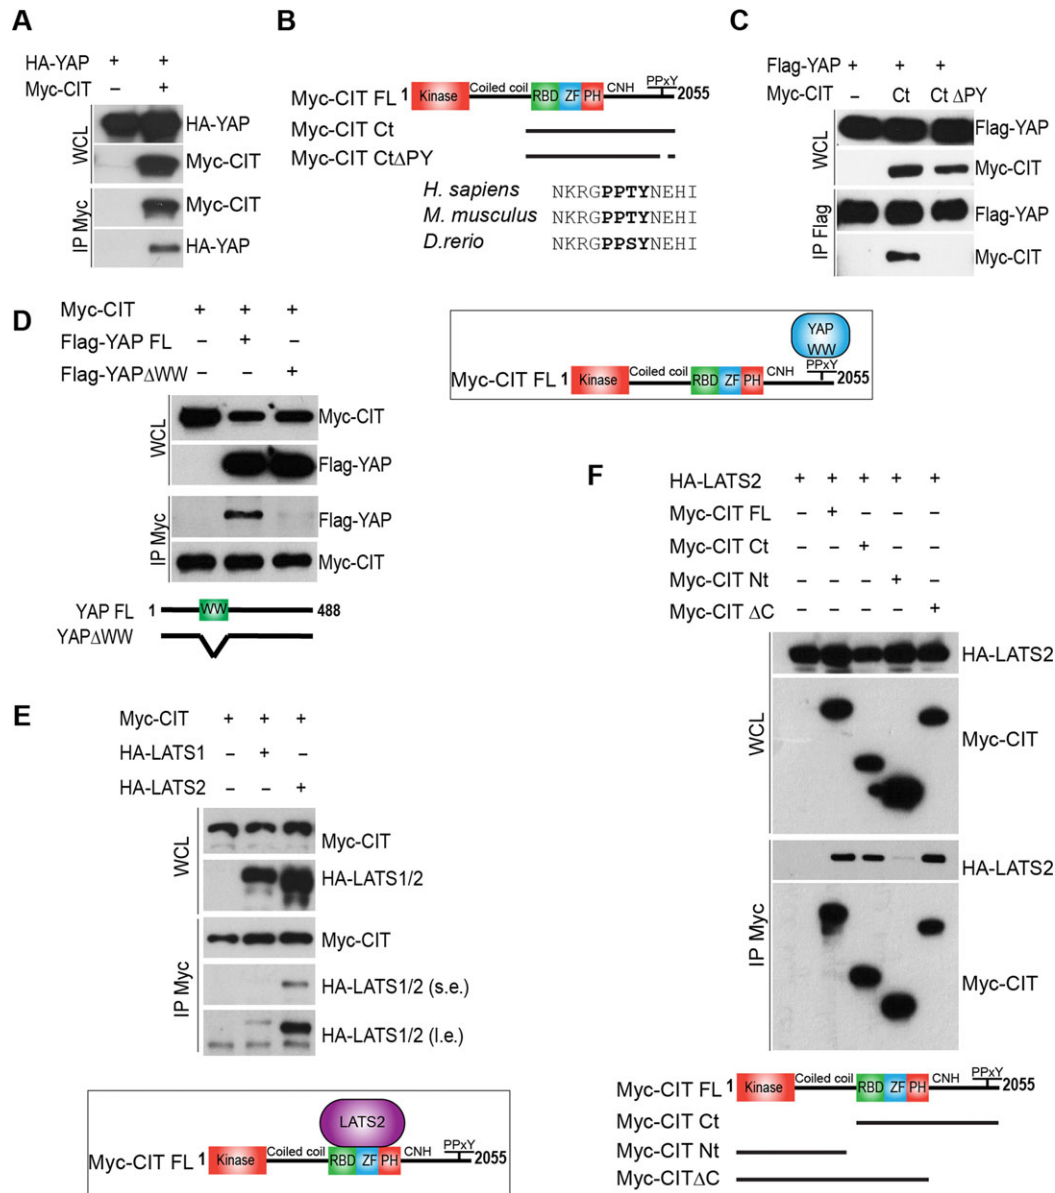 A
HA-YAP + +
Myc-CIT – +
WCL
HA-YAP
Myc-CIT
IP Myc
Myc-CIT
HA-YAP
B
Myc-CIT FL 1 Kinase Coiled coil RBD ZF PH CNH PPxY 2055
Myc-CIT Ct
Myc-CIT CtΔPY
H. sapiens NKRGPPTYNEHI
M. musculus NKRGPPTYNEHI
D.rerio NKRGPPSYNEHI
C
Flag-YAP + + +
Myc-CIT – Ct Ct ΔPY
WCL
Flag-YAP
Myc-CIT
IP Flag
Flag-YAP
Myc-CIT
D
Myc-CIT + + +
Flag-YAP FL – + –
Flag-YAPΔWW – – +
WCL
Myc-CIT
Flag-YAP
IP Myc
Flag-YAP
Myc-CIT
YAP FL 1 WW 488
YAPΔWW
YAP
WW
Myc-CIT FL 1 Kinase Coiled coil RBD ZF PH CNH PPxY 2055
E
Myc-CIT + + +
HA-LATS1 – + –
HA-LATS2 – – +
WCL
Myc-CIT
HA-LATS1/2
IP Myc
Myc-CIT
HA-LATS1/2 (s.e.)
HA-LATS1/2 (l.e.)
LATS2
Myc-CIT FL 1 Kinase Coiled coil RBD ZF PH CNH PPxY 2055
F
HA-LATS2 + + + + +
Myc-CIT FL – + – – –
Myc-CIT Ct – – + – –
Myc-CIT Nt – – – + –
Myc-CIT ΔC – – – – +
WCL
HA-LATS2
Myc-CIT
IP Myc
HA-LATS2
Myc-CIT
Myc-CIT FL 1 Kinase Coiled coil RBD ZF PH CNH PPxY 2055
Myc-CIT Ct
Myc-CIT Nt
Myc-CITΔC